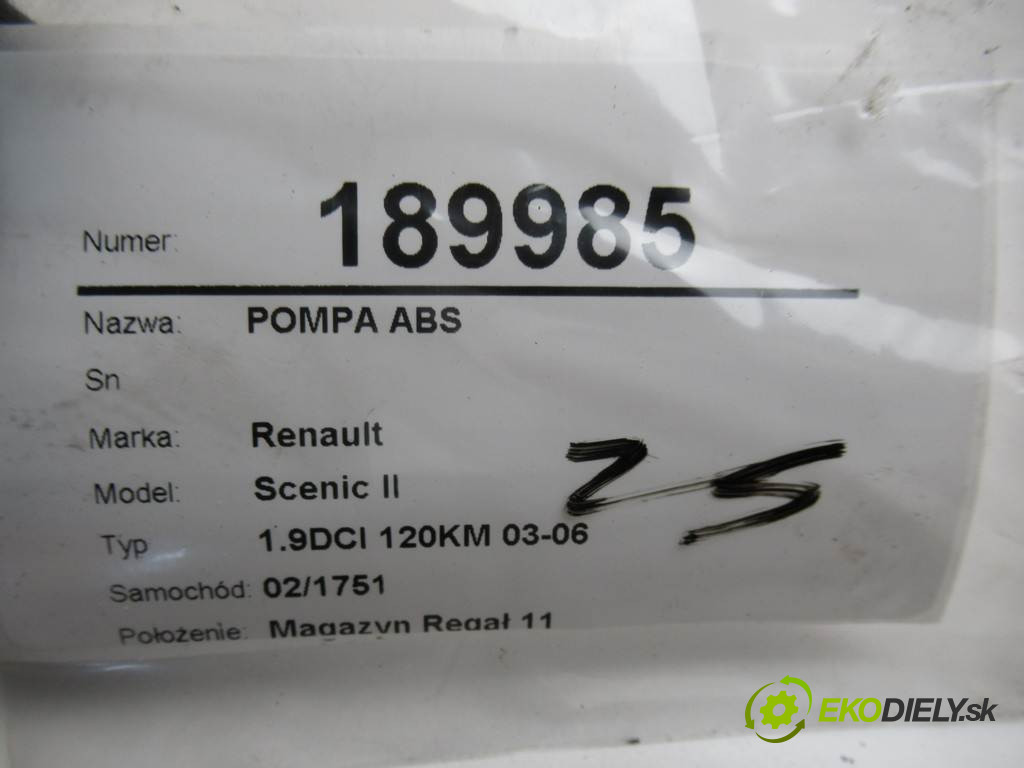 Numer: 189985
Nazwa: POMPA ABS
Sn
Marka: Renault
Model: Scenic II
Typ 1.9DCI 120KM 03-06
Samochód: 02/1751
Położenie: Magazyn Regał 11
25
EKODIELY.sk